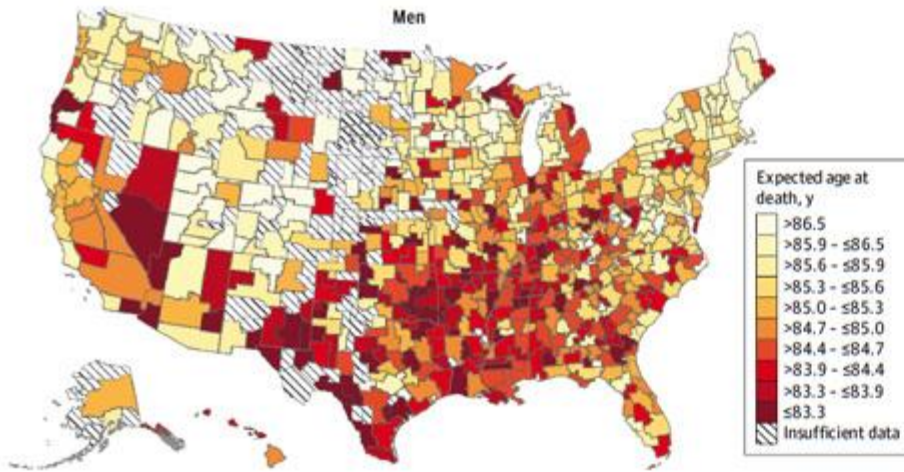 Men
Expected age at
death, y
>86.5
>85.9 – ≤86.5
>85.6 – ≤85.9
>85.3 – ≤85.6
>85.0 – ≤85.3
>84.7 – ≤85.0
>84.4 – ≤84.7
>83.9 – ≤84.4
>83.3 – ≤83.9
≤83.3
Insufficient data